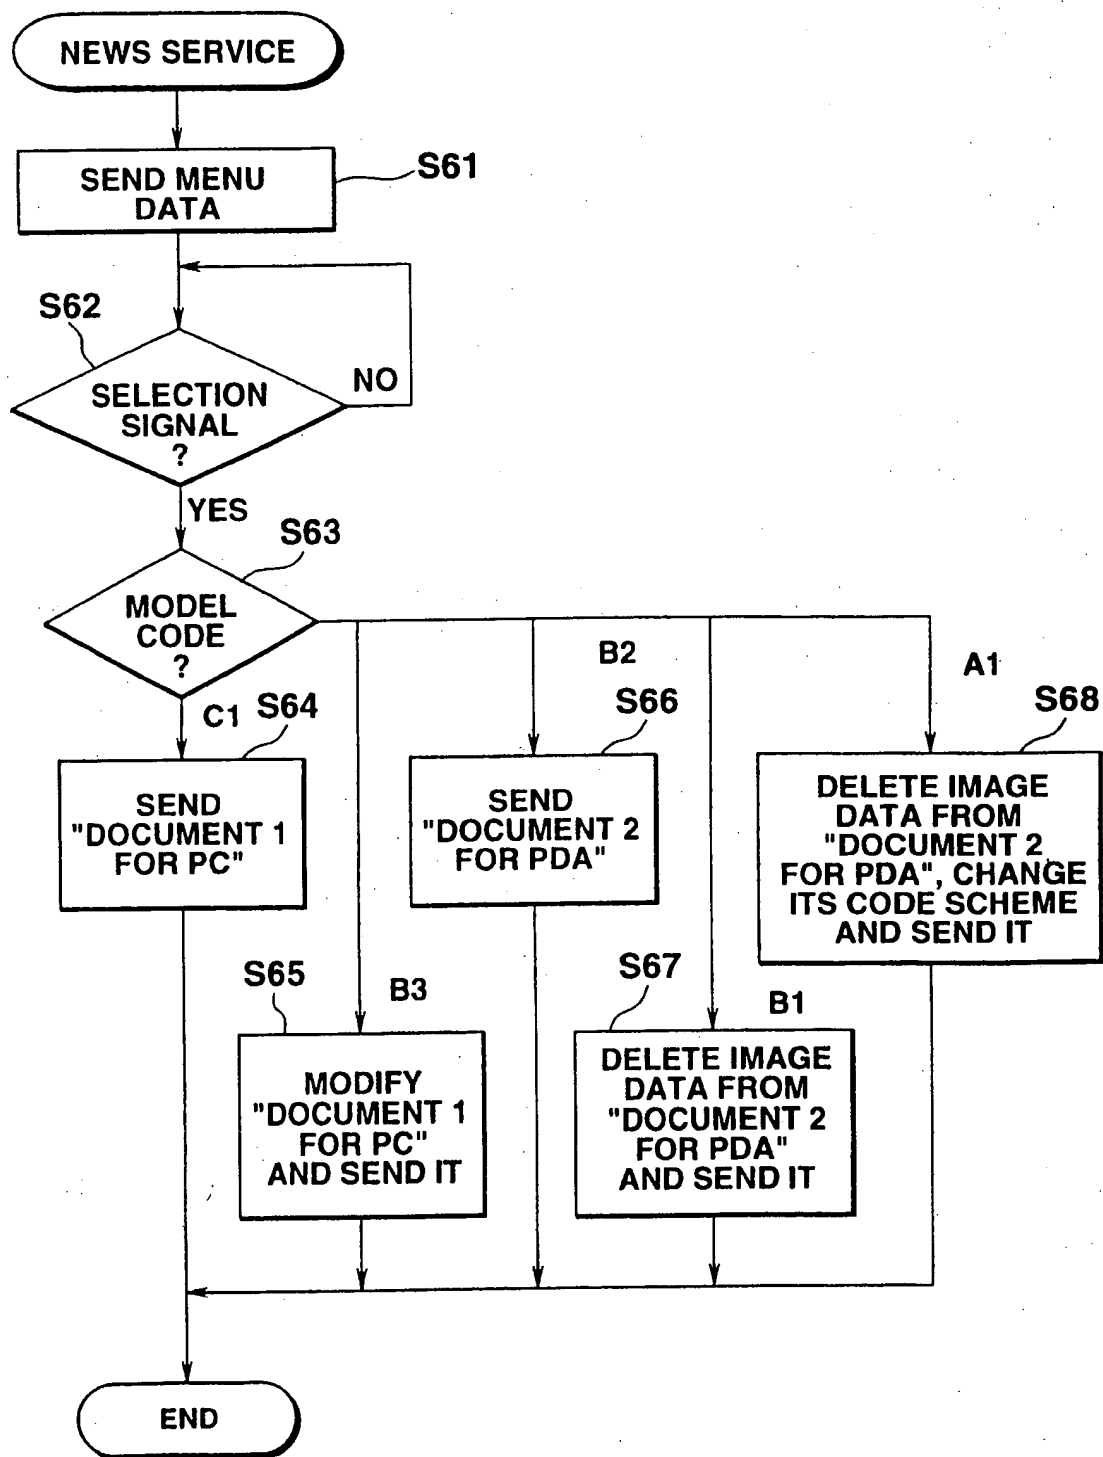 NEWS SERVICE
SEND MENU
DATA
S61
S62
SELECTION
SIGNAL
?
NO
YES
S63
MODEL
CODE
?
C1
S64
SEND
"DOCUMENT 1
FOR PC"
B3
S65
MODIFY
"DOCUMENT 1
FOR PC"
AND SEND IT
B2
S66
SEND
"DOCUMENT 2
FOR PDA"
B1
S67
DELETE IMAGE
DATA FROM
"DOCUMENT 2
FOR PDA"
AND SEND IT
A1
S68
DELETE IMAGE
DATA FROM
"DOCUMENT 2
FOR PDA", CHANGE
ITS CODE SCHEME
AND SEND IT
END